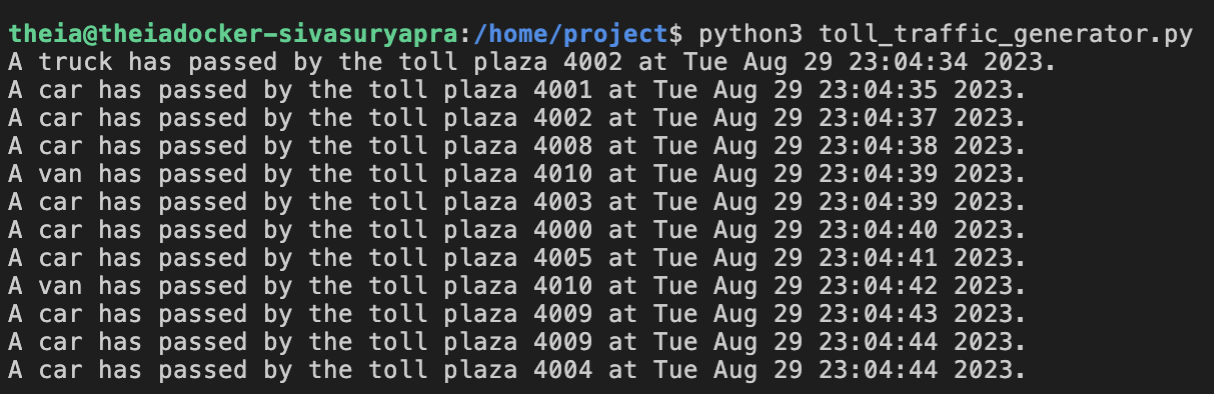 theia@theiadocker-sivasuryapra:/home/project$ python3 toll_traffic_generator.py
A truck has passed by the toll plaza 4002 at Tue Aug 29 23:04:34 2023.
A car has passed by the toll plaza 4001 at Tue Aug 29 23:04:35 2023.
A car has passed by the toll plaza 4002 at Tue Aug 29 23:04:37 2023.
A car has passed by the toll plaza 4008 at Tue Aug 29 23:04:38 2023.
A van has passed by the toll plaza 4010 at Tue Aug 29 23:04:39 2023.
A car has passed by the toll plaza 4003 at Tue Aug 29 23:04:39 2023.
A car has passed by the toll plaza 4000 at Tue Aug 29 23:04:40 2023.
A car has passed by the toll plaza 4005 at Tue Aug 29 23:04:41 2023.
A van has passed by the toll plaza 4010 at Tue Aug 29 23:04:42 2023.
A car has passed by the toll plaza 4009 at Tue Aug 29 23:04:43 2023.
A car has passed by the toll plaza 4009 at Tue Aug 29 23:04:44 2023.
A car has passed by the toll plaza 4004 at Tue Aug 29 23:04:44 2023.